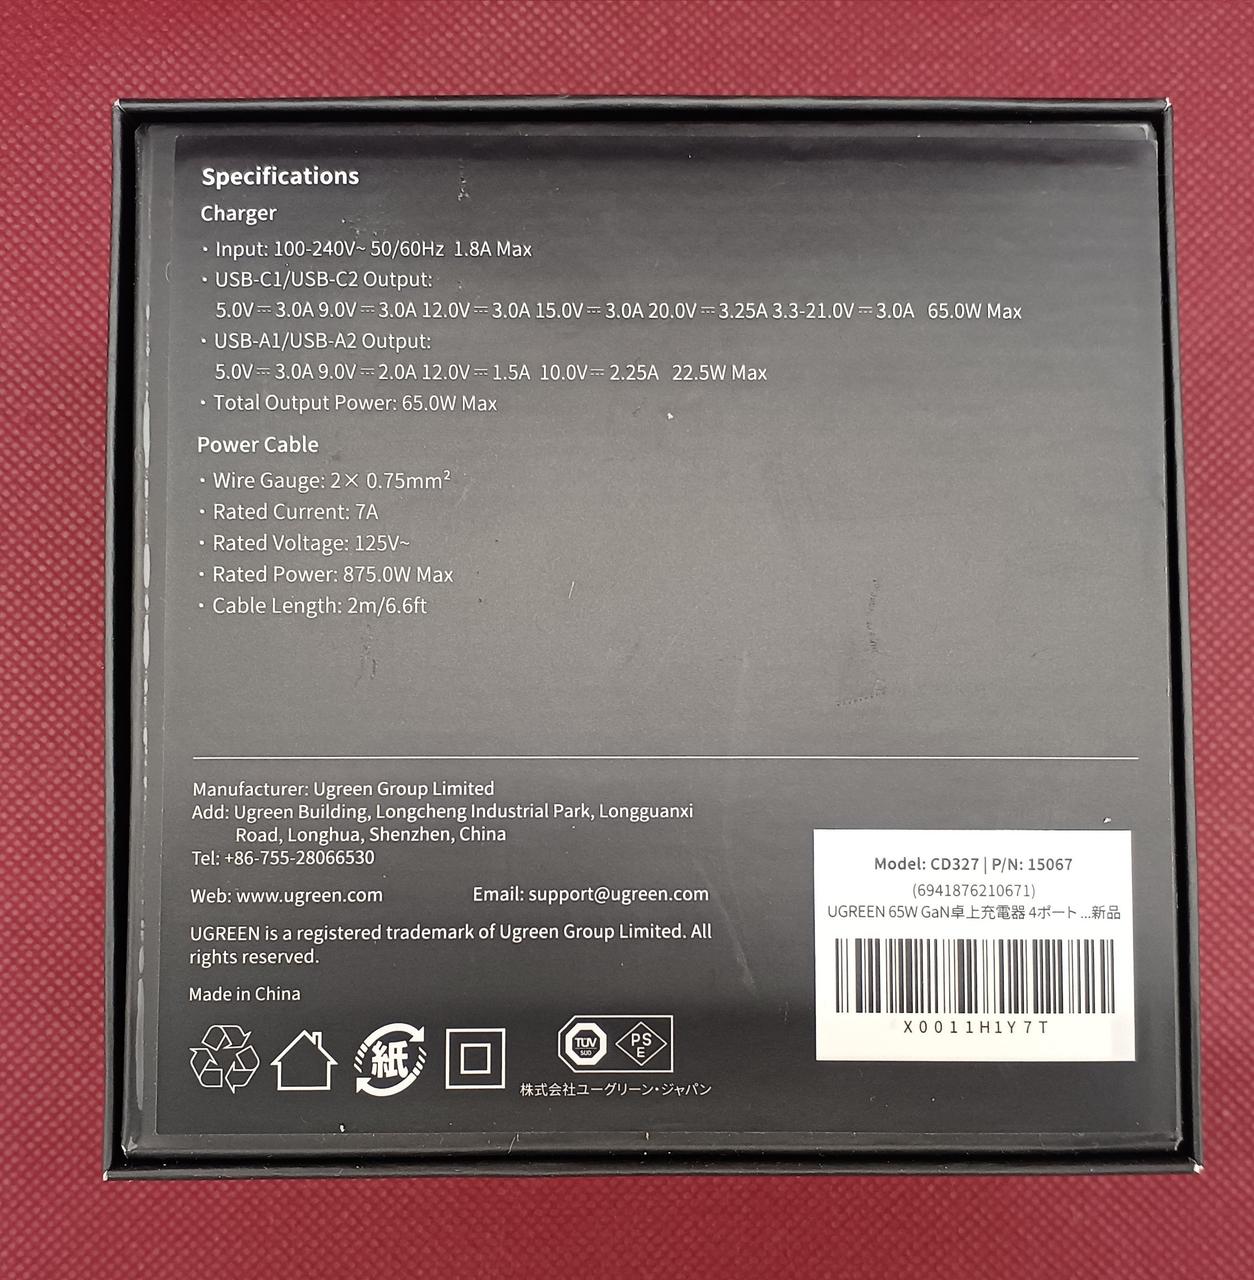 Specifications
Charger
· Input: 100-240V~ 50/60Hz 1.8A Max
· USB-C1/USB-C2 Output:
5.0V⎓3.0A 9.0V⎓3.0A 12.0V⎓3.0A 15.0V⎓3.0A 20.0V⎓3.25A 3.3-21.0V⎓3.0A 65.0W Max
· USB-A1/USB-A2 Output:
5.0V⎓3.0A 9.0V⎓2.0A 12.0V⎓1.5A 10.0V⎓2.25A 22.5W Max
· Total Output Power: 65.0W Max
Power Cable
· Wire Gauge: 2× 0.75mm²
· Rated Current: 7A
· Rated Voltage: 125V~
· Rated Power: 875.0W Max
· Cable Length: 2m/6.6ft
Manufacturer: Ugreen Group Limited
Add: Ugreen Building, Longcheng Industrial Park, Longguanxi
Road, Longhua, Shenzhen, China
Tel: +86-755-28066530
Web: www.ugreen.com Email: support@ugreen.com
UGREEN is a registered trademark of Ugreen Group Limited. All
rights reserved.
Made in China
紙
TÜV
SUD
PS
E
株式会社ユーグリーン・ジャパン
Model: CD327 | P/N: 15067
(6941876210671)
UGREEN 65W GaN卓上充電器 4ポート ...新品
X0011H1Y7T